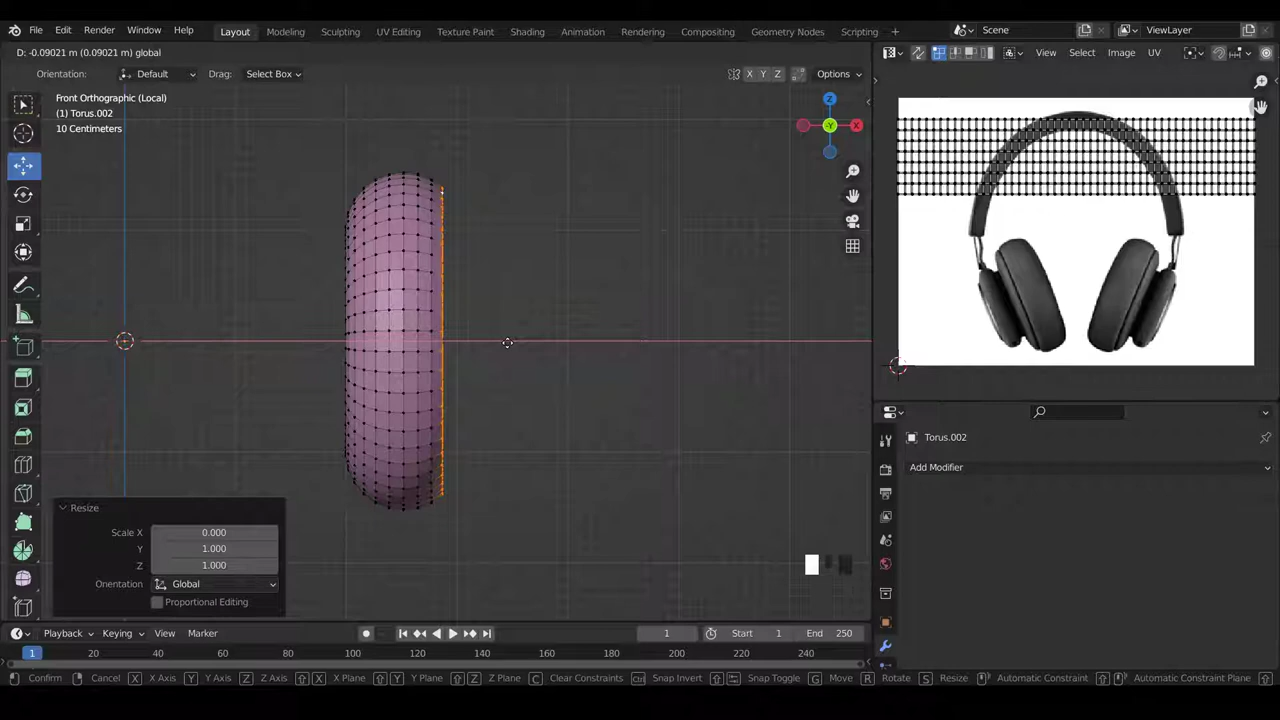 File Edit Render Window Help Layout Modeling Sculpting UV Editing Texture Paint Shading Animation Rendering Compositing Geometry Nodes Scripting Scene ViewLayer
D: -0.09021 m (0.09021 m) global
View Select Image UV
Orientation: Default Drag: Select Box X Y Z Options
Front Orthographic (Local)
(1) Torus.002
10 Centimeters
Z
-Y
X
Torus.002
Add Modifier
Resize
Scale X 0.000
Y 1.000
Z 1.000
Orientation Global
Proportional Editing
Playback Keying View Marker 1 Start 1 End 250
1 20 40 60 80 100 120 140 160 180 200 220 240
Confirm Cancel X X Axis Y Y Axis Z Z Axis X X Plane Y Y Plane Z Z Plane C Clear Constraints Ctrl Snap Invert Snap Toggle G Move R Rotate S Resize Automatic Constraint Automatic Constraint Plane